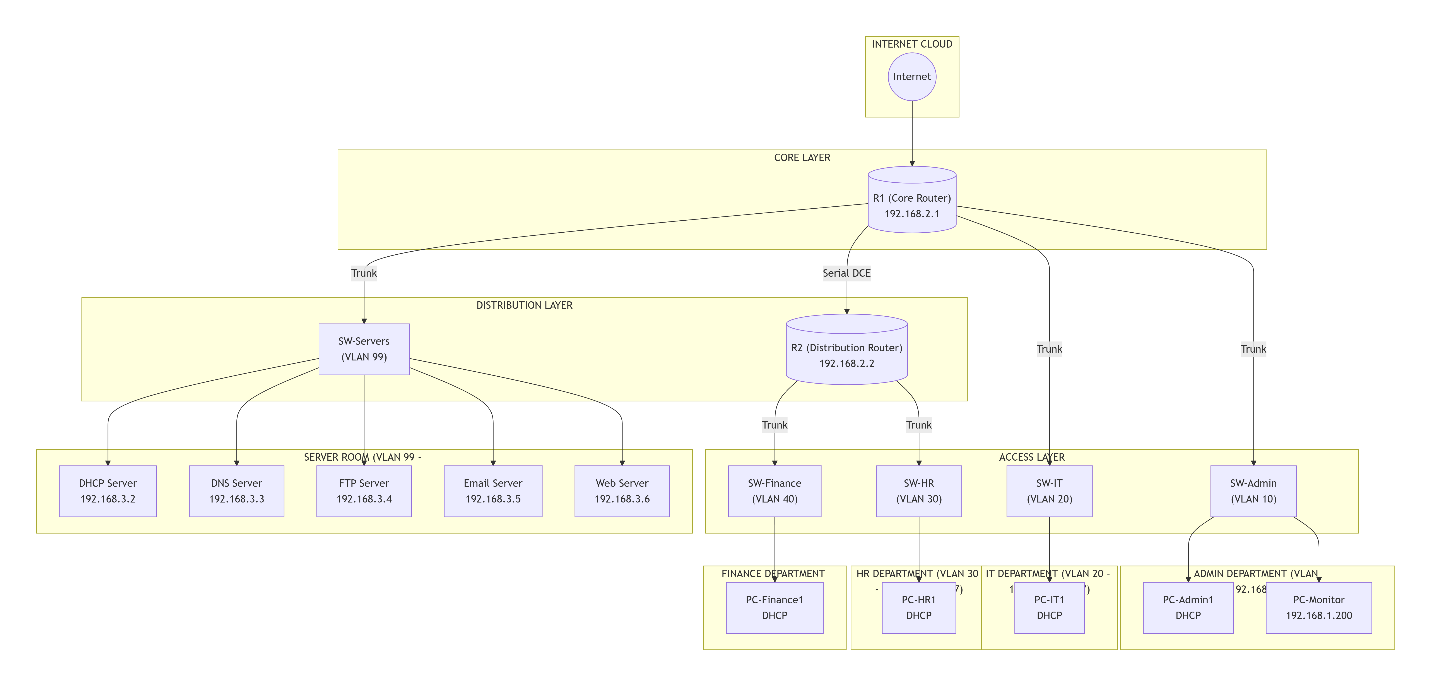 INTERNET CLOUD
Internet
CORE LAYER
R1 (Core Router)
192.168.2.1
Trunk
Serial DCE
DISTRIBUTION LAYER
SW-Servers
(VLAN 99)
R2 (Distribution Router)
192.168.2.2
Trunk
Trunk
Trunk
Trunk
SERVER ROOM (VLAN 99 -
DHCP Server
192.168.3.2
DNS Server
192.168.3.3
FTP Server
192.168.3.4
Email Server
192.168.3.5
Web Server
192.168.3.6
ACCESS LAYER
SW-Finance
(VLAN 40)
SW-HR
(VLAN 30)
SW-IT
(VLAN 20)
SW-Admin
(VLAN 10)
FINANCE DEPARTMENT
PC-Finance1
DHCP
HR DEPARTMENT (VLAN 30
-
PC-HR1
DHCP
IT DEPARTMENT (VLAN 20 -
PC-IT1
DHCP
ADMIN DEPARTMENT (VLAN
PC-Admin1
DHCP
PC-Monitor
192.168.1.200